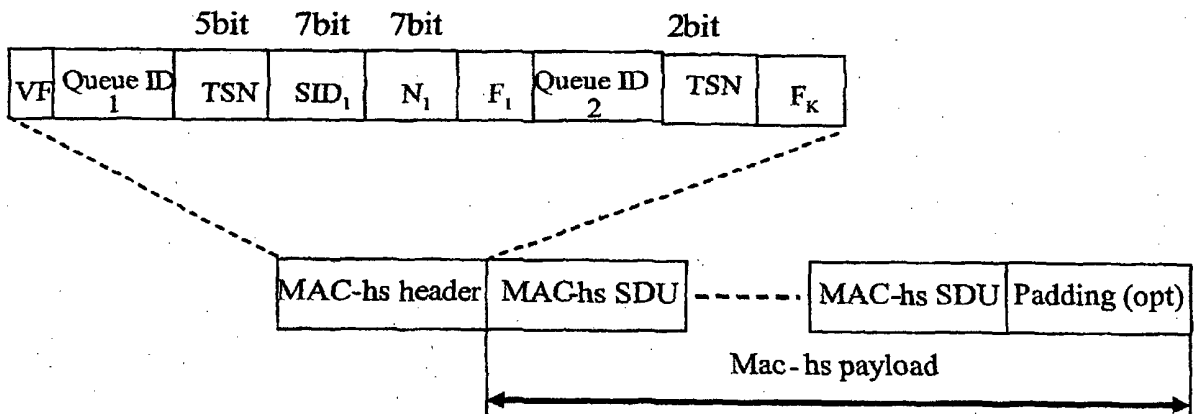 5bit 7bit 7bit 2bit
VF Queue ID 1 TSN SID1 N1 F1 Queue ID 2 TSN FK
MAC-hs header MAC-hs SDU MAC-hs SDU Padding (opt)
Mac-hs payload